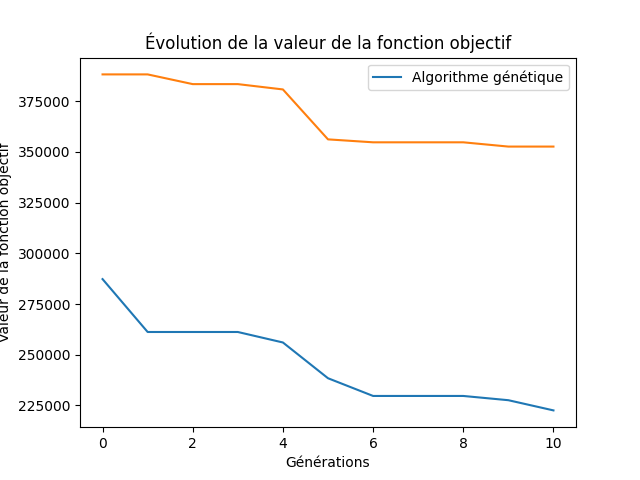 Évolution de la valeur de la fonction objectif
Algorithme génétique
Valeur de la fonction objectif
375000
350000
325000
300000
275000
250000
225000
0 2 4 6 8 10
Générations